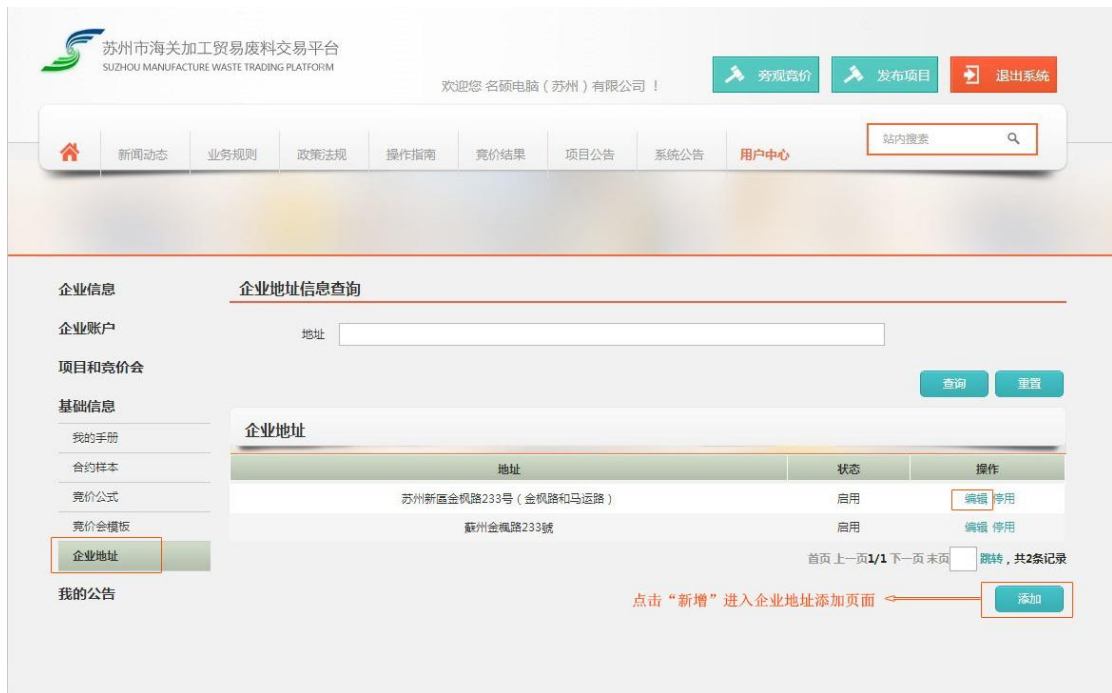 苏州市海关加工贸易废料交易平台
SUZHOU MANUFACTURE WASTE TRADING PLATFORM
欢迎您 名硕电脑（苏州）有限公司 ！
旁观竞价 发布项目 退出系统
新闻动态 业务规则 政策法规 操作指南 竞价结果 项目公告 系统公告 用户中心 站内搜索
企业信息
企业账户
项目和竞价会
基础信息
我的手册
合约样本
竞价公式
竞价会模板
企业地址
我的公告
企业地址信息查询
地址
查询 重置
企业地址
地址 状态 操作
苏州新區金枫路233号（金枫路和马运路） 启用 编辑 停用
蘇州金楓路233號 启用 编辑 停用
首页 上一页1/1 下一页 末页 跳转，共2条记录
点击“新增”进入企业地址添加页面 添加